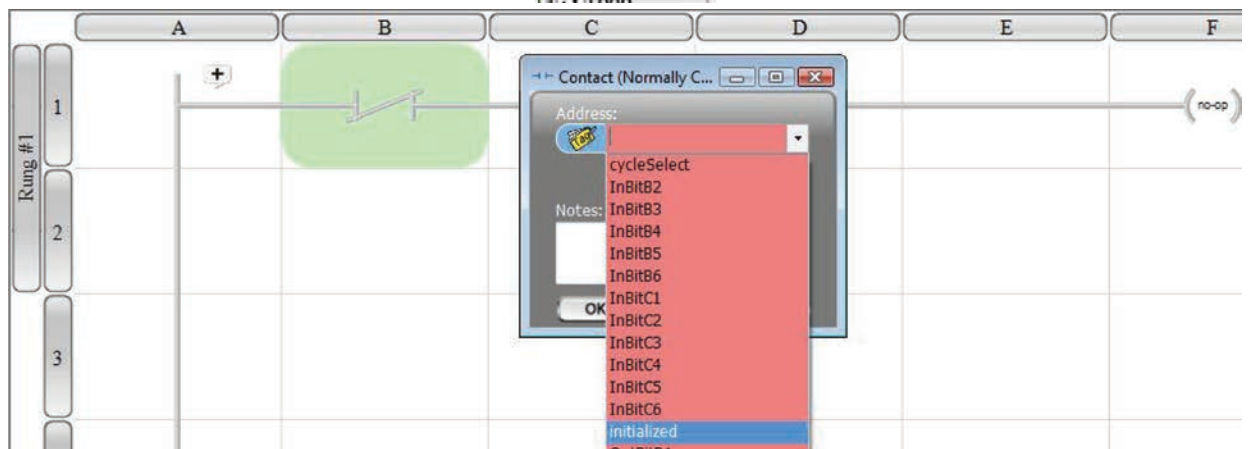 A B C D E F
Rung #1
1
Contact (Normally C...
Address:
Tag
no-op
cycleSelect
InBitB2
Notes: InBitB3
2
InBitB4
InBitB5
InBitB6
InBitC1
OK
InBitC2
InBitC3
3
InBitC4
InBitC5
InBitC6
initialized